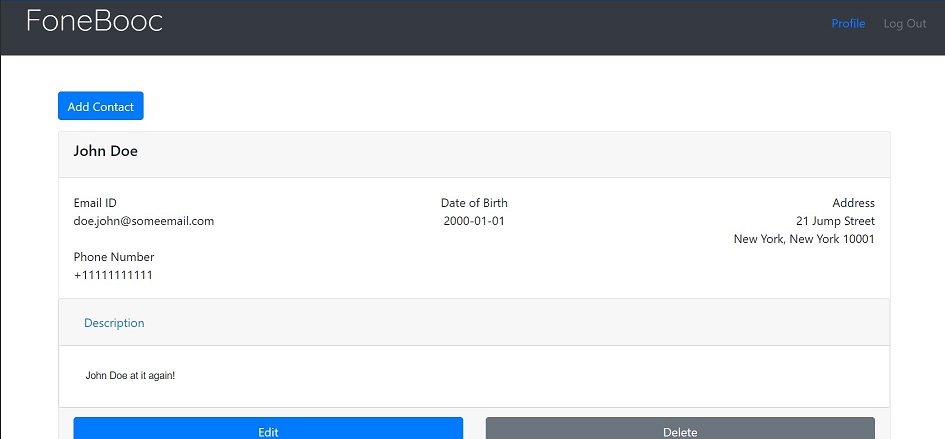 FoneBooc
Profile Log Out
Add Contact
John Doe
Email ID
doe.john@someemail.com
Phone Number
+11111111111
Date of Birth
2000-01-01
Address
21 Jump Street
New York, New York 10001
Description
John Doe at it again!
Edit
Delete